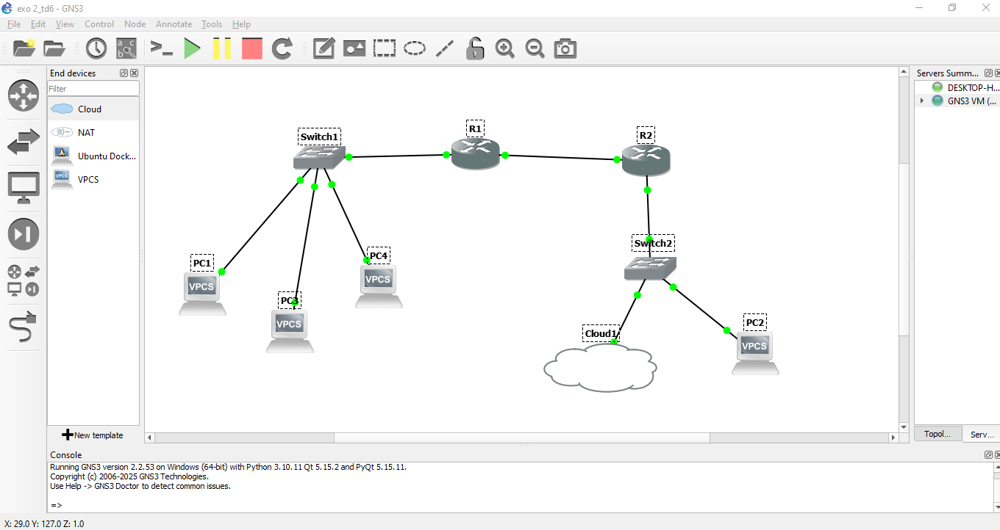 exo 2_td6 - GNS3
File Edit View Control Node Annotate Tools Help
End devices
Filter
Cloud
NAT
Ubuntu Dock...
VPCS
VPCS
New template
Switch1
R1
R2
Switch2
PC1
VPCS
PC3
VPCS
PC4
VPCS
Cloud1
PC2
VPCS
Servers Summ...
DESKTOP-H...
GNS3 VM (...
Topol... Serv...
Console
Running GNS3 version 2.2.53 on Windows (64-bit) with Python 3.10.11 Qt 5.15.2 and PyQt 5.15.11.
Copyright (c) 2006-2025 GNS3 Technologies.
Use Help -> GNS3 Doctor to detect common issues.
=>
X: 29.0 Y: 127.0 Z: 1.0